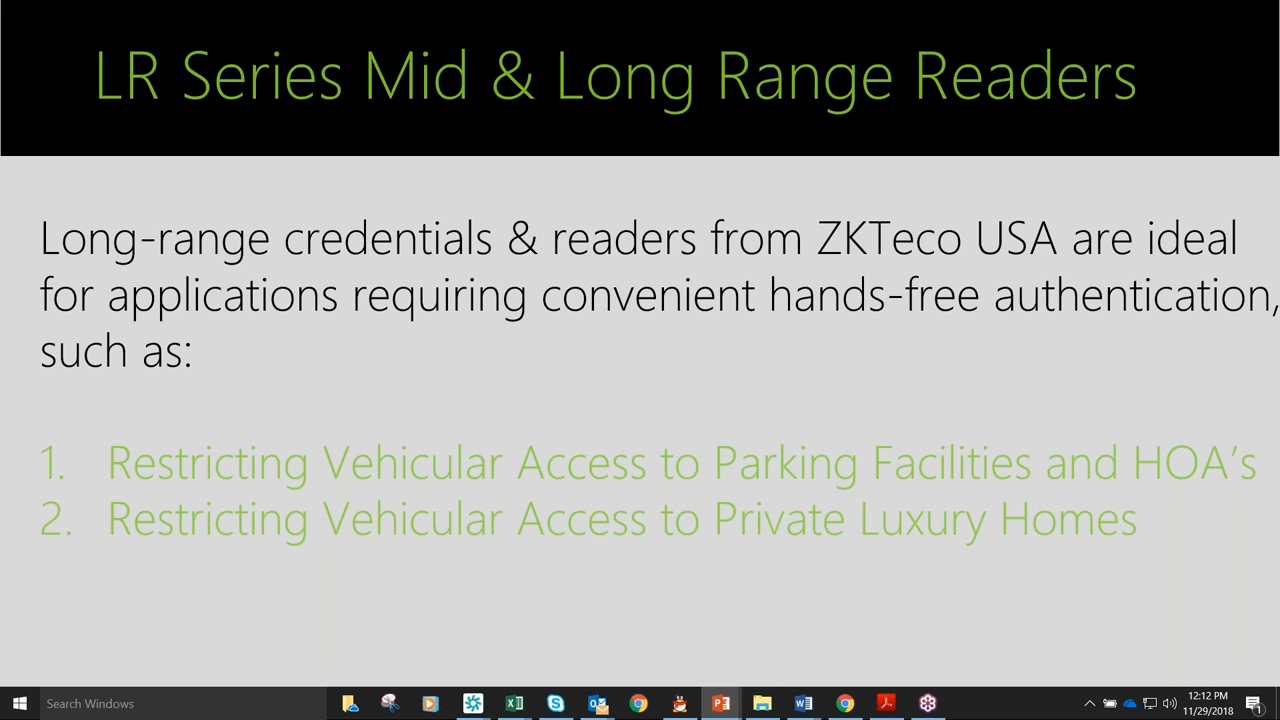 LR Series Mid & Long Range Readers
Long-range credentials & readers from ZKTeco USA are ideal
for applications requiring convenient hands-free authentication,
such as:
1. Restricting Vehicular Access to Parking Facilities and HOA's
2. Restricting Vehicular Access to Private Luxury Homes
Search Windows
12:12 PM
11/29/2018
1